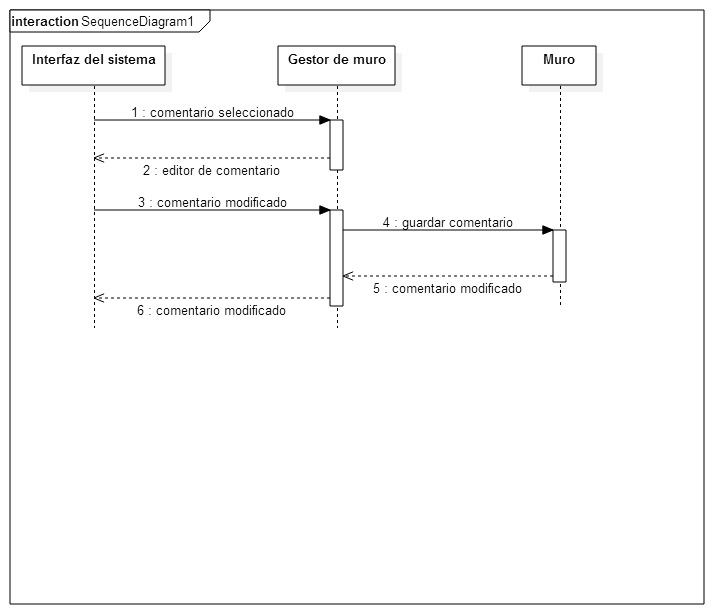 interaction SequenceDiagram1
Interfaz del sistema
Gestor de muro
Muro
1 : comentario seleccionado
2 : editor de comentario
3 : comentario modificado
4 : guardar comentario
5 : comentario modificado
6 : comentario modificado